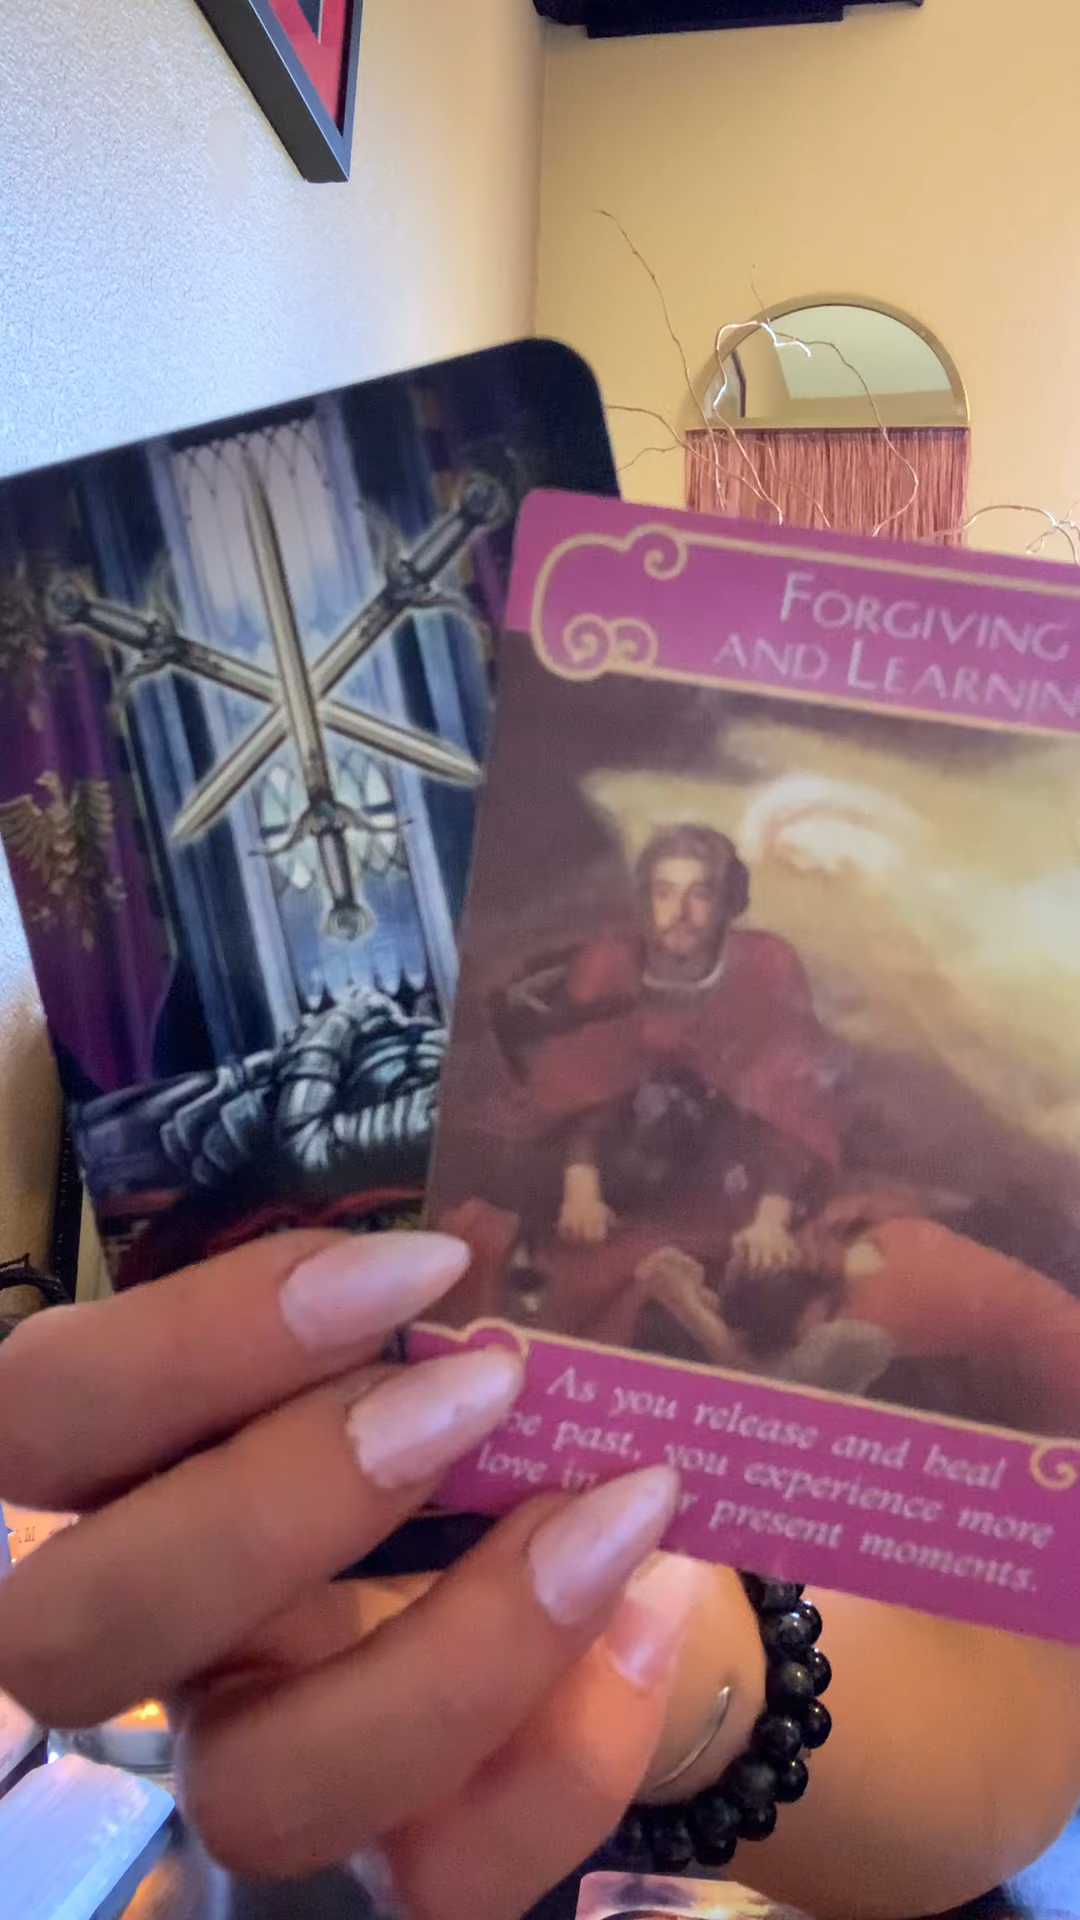 FORGIVING
AND LEARNIN
As you release and heal
past, you experience more
love in present moments.